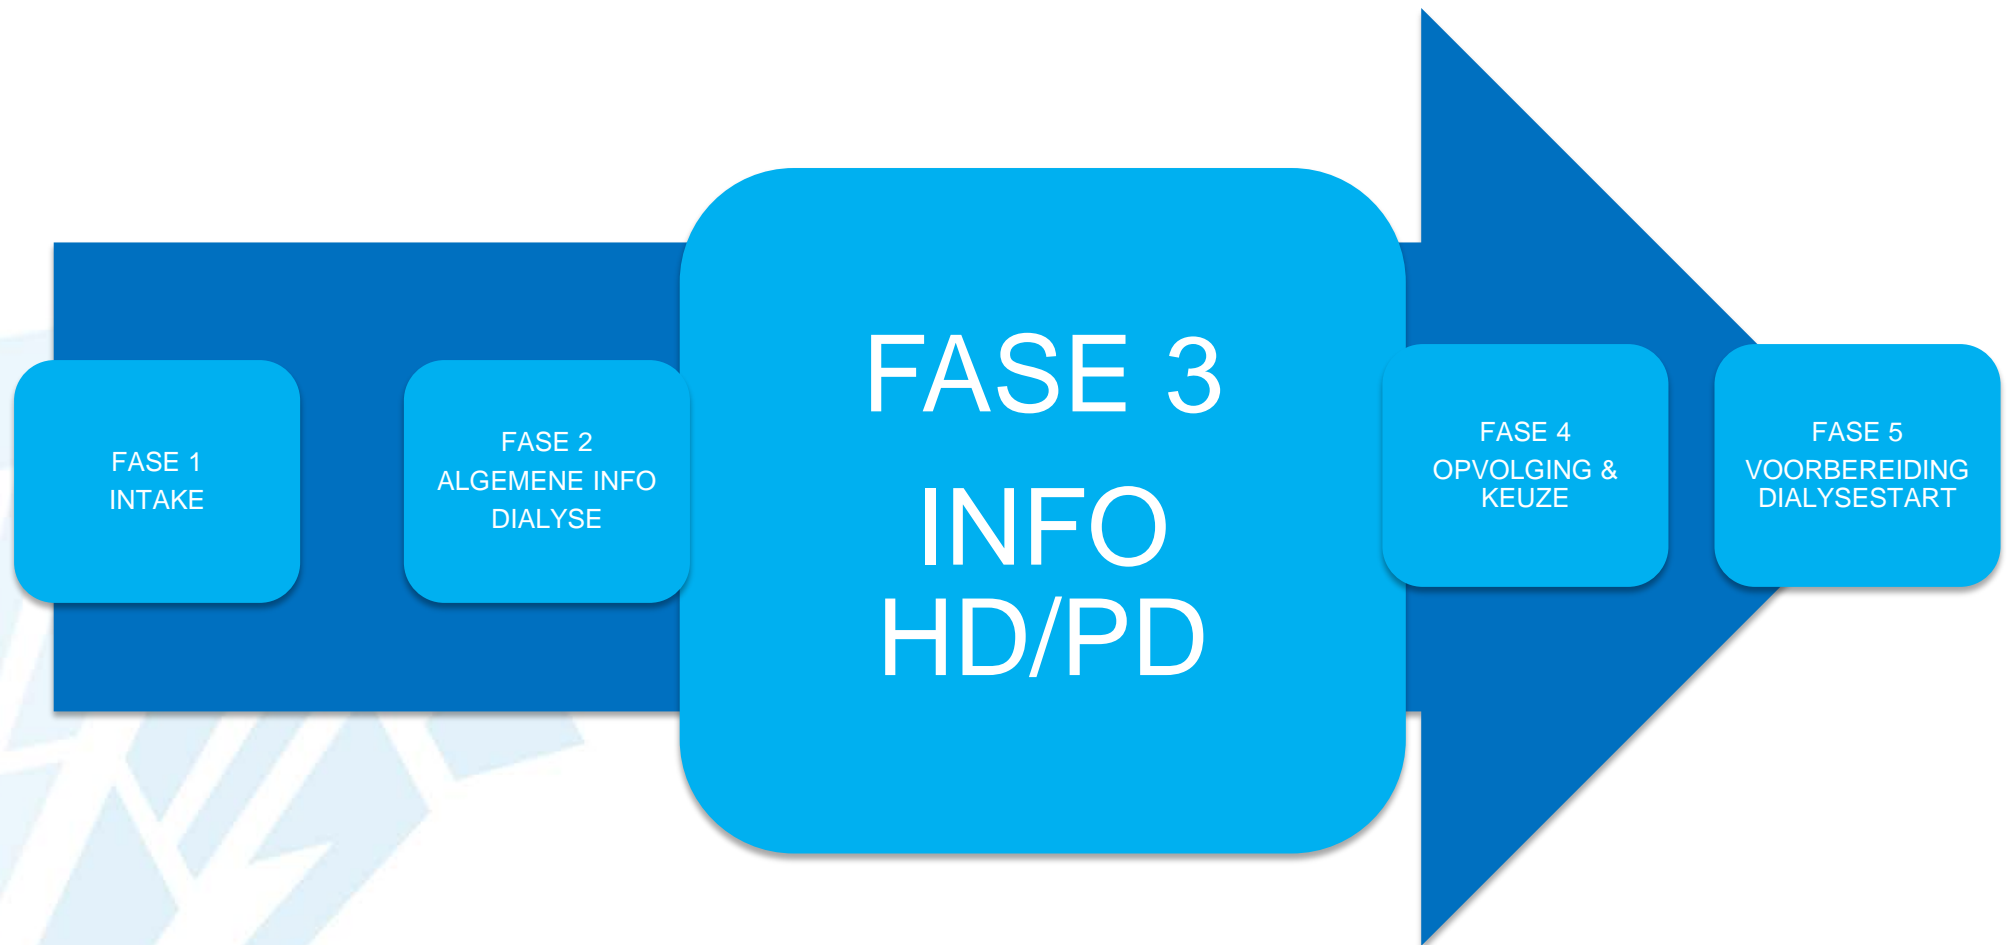 FASE 1
INTAKE
FASE 2
ALGEMENE INFO
DIALYSE
FASE 3
INFO
HD/PD
FASE 4
OPVOLGING &
KEUZE
FASE 5
VOORBEREIDING
DIALYSESTART